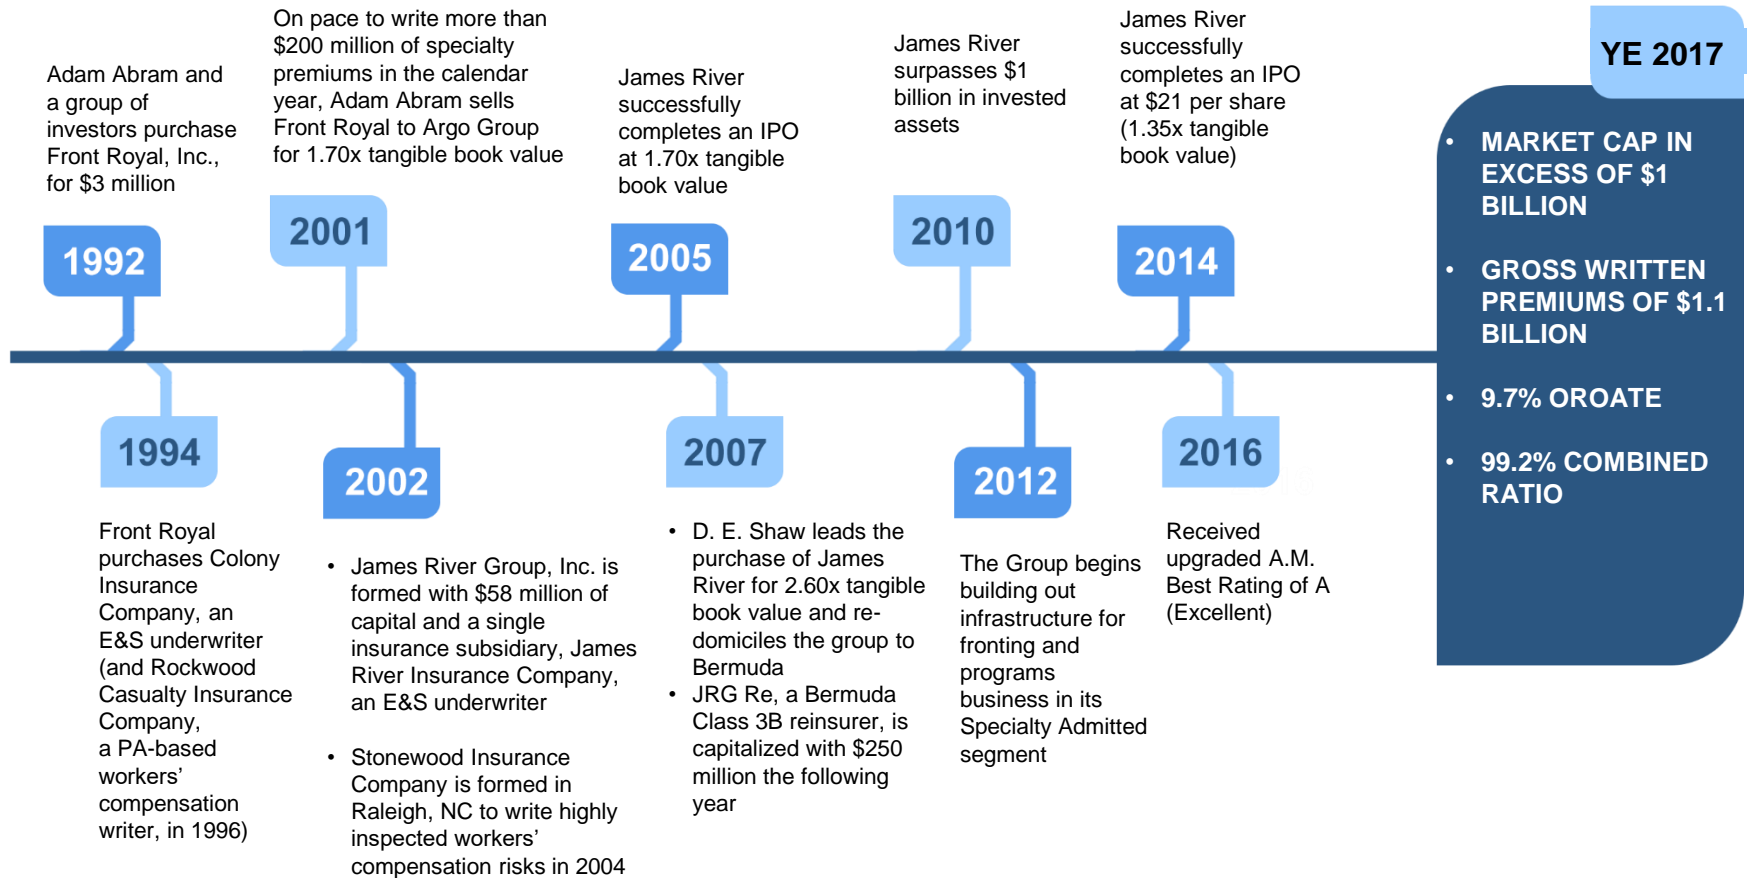 Adam Abram and
a group of
investors purchase
Front Royal, Inc.,
for $3 million
1992
On pace to write more than
$200 million of specialty
premiums in the calendar
year, Adam Abram sells
Front Royal to Argo Group
for 1.70x tangible book value
2001
James River
successfully
completes an IPO
at 1.70x tangible
book value
2005
James River
surpasses $1
billion in invested
assets
2010
James River
successfully
completes an IPO
at $21 per share
(1.35x tangible
book value)
2014
1994
Front Royal
purchases Colony
Insurance
Company, an
E&S underwriter
(and Rockwood
Casualty Insurance
Company,
a PA-based
workers’
compensation
writer, in 1996)
2002
• James River Group, Inc. is
formed with $58 million of
capital and a single
insurance subsidiary, James
River Insurance Company,
an E&S underwriter
• Stonewood Insurance
Company is formed in
Raleigh, NC to write highly
inspected workers’
compensation risks in 2004
2007
• D. E. Shaw leads the
purchase of James
River for 2.60x tangible
book value and re-
domiciles the group to
Bermuda
• JRG Re, a Bermuda
Class 3B reinsurer, is
capitalized with $250
million the following
year
2012
The Group begins
building out
infrastructure for
fronting and
programs
business in its
Specialty Admitted
segment
2016
Received
upgraded A.M.
Best Rating of A
(Excellent)
YE 2017
• MARKET CAP IN
EXCESS OF $1
BILLION
• GROSS WRITTEN
PREMIUMS OF $1.1
BILLION
• 9.7% OROATE
• 99.2% COMBINED
RATIO